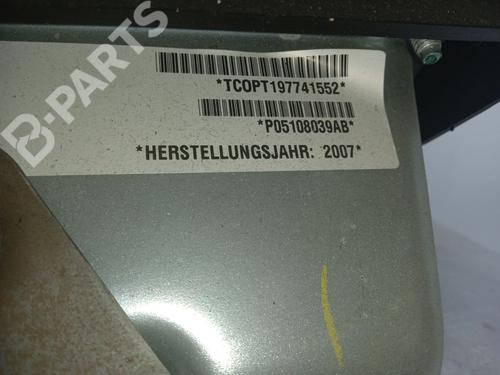 B-PARTS
*TCOPT197741552*
*P05108039AB*
*HERSTELLUNGSJAHR: 2007*